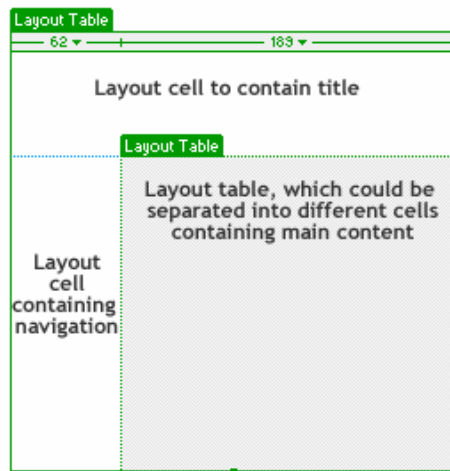 Layout Table
62 189
Layout cell to contain title
Layout Table
Layout table, which could be
separated into different cells
containing main content
Layout
cell
containing
navigation